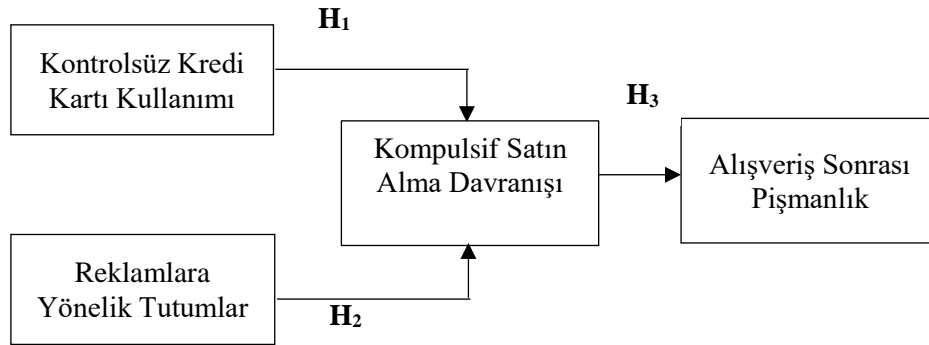 H₁
Kontrolsüz Kredi
Kartı Kullanımı
H₃
Kompulsif Satın
Alma Davranışı
Alışveriş Sonrası
Pişmanlık
Reklamlara
Yönelik Tutumlar
H₂